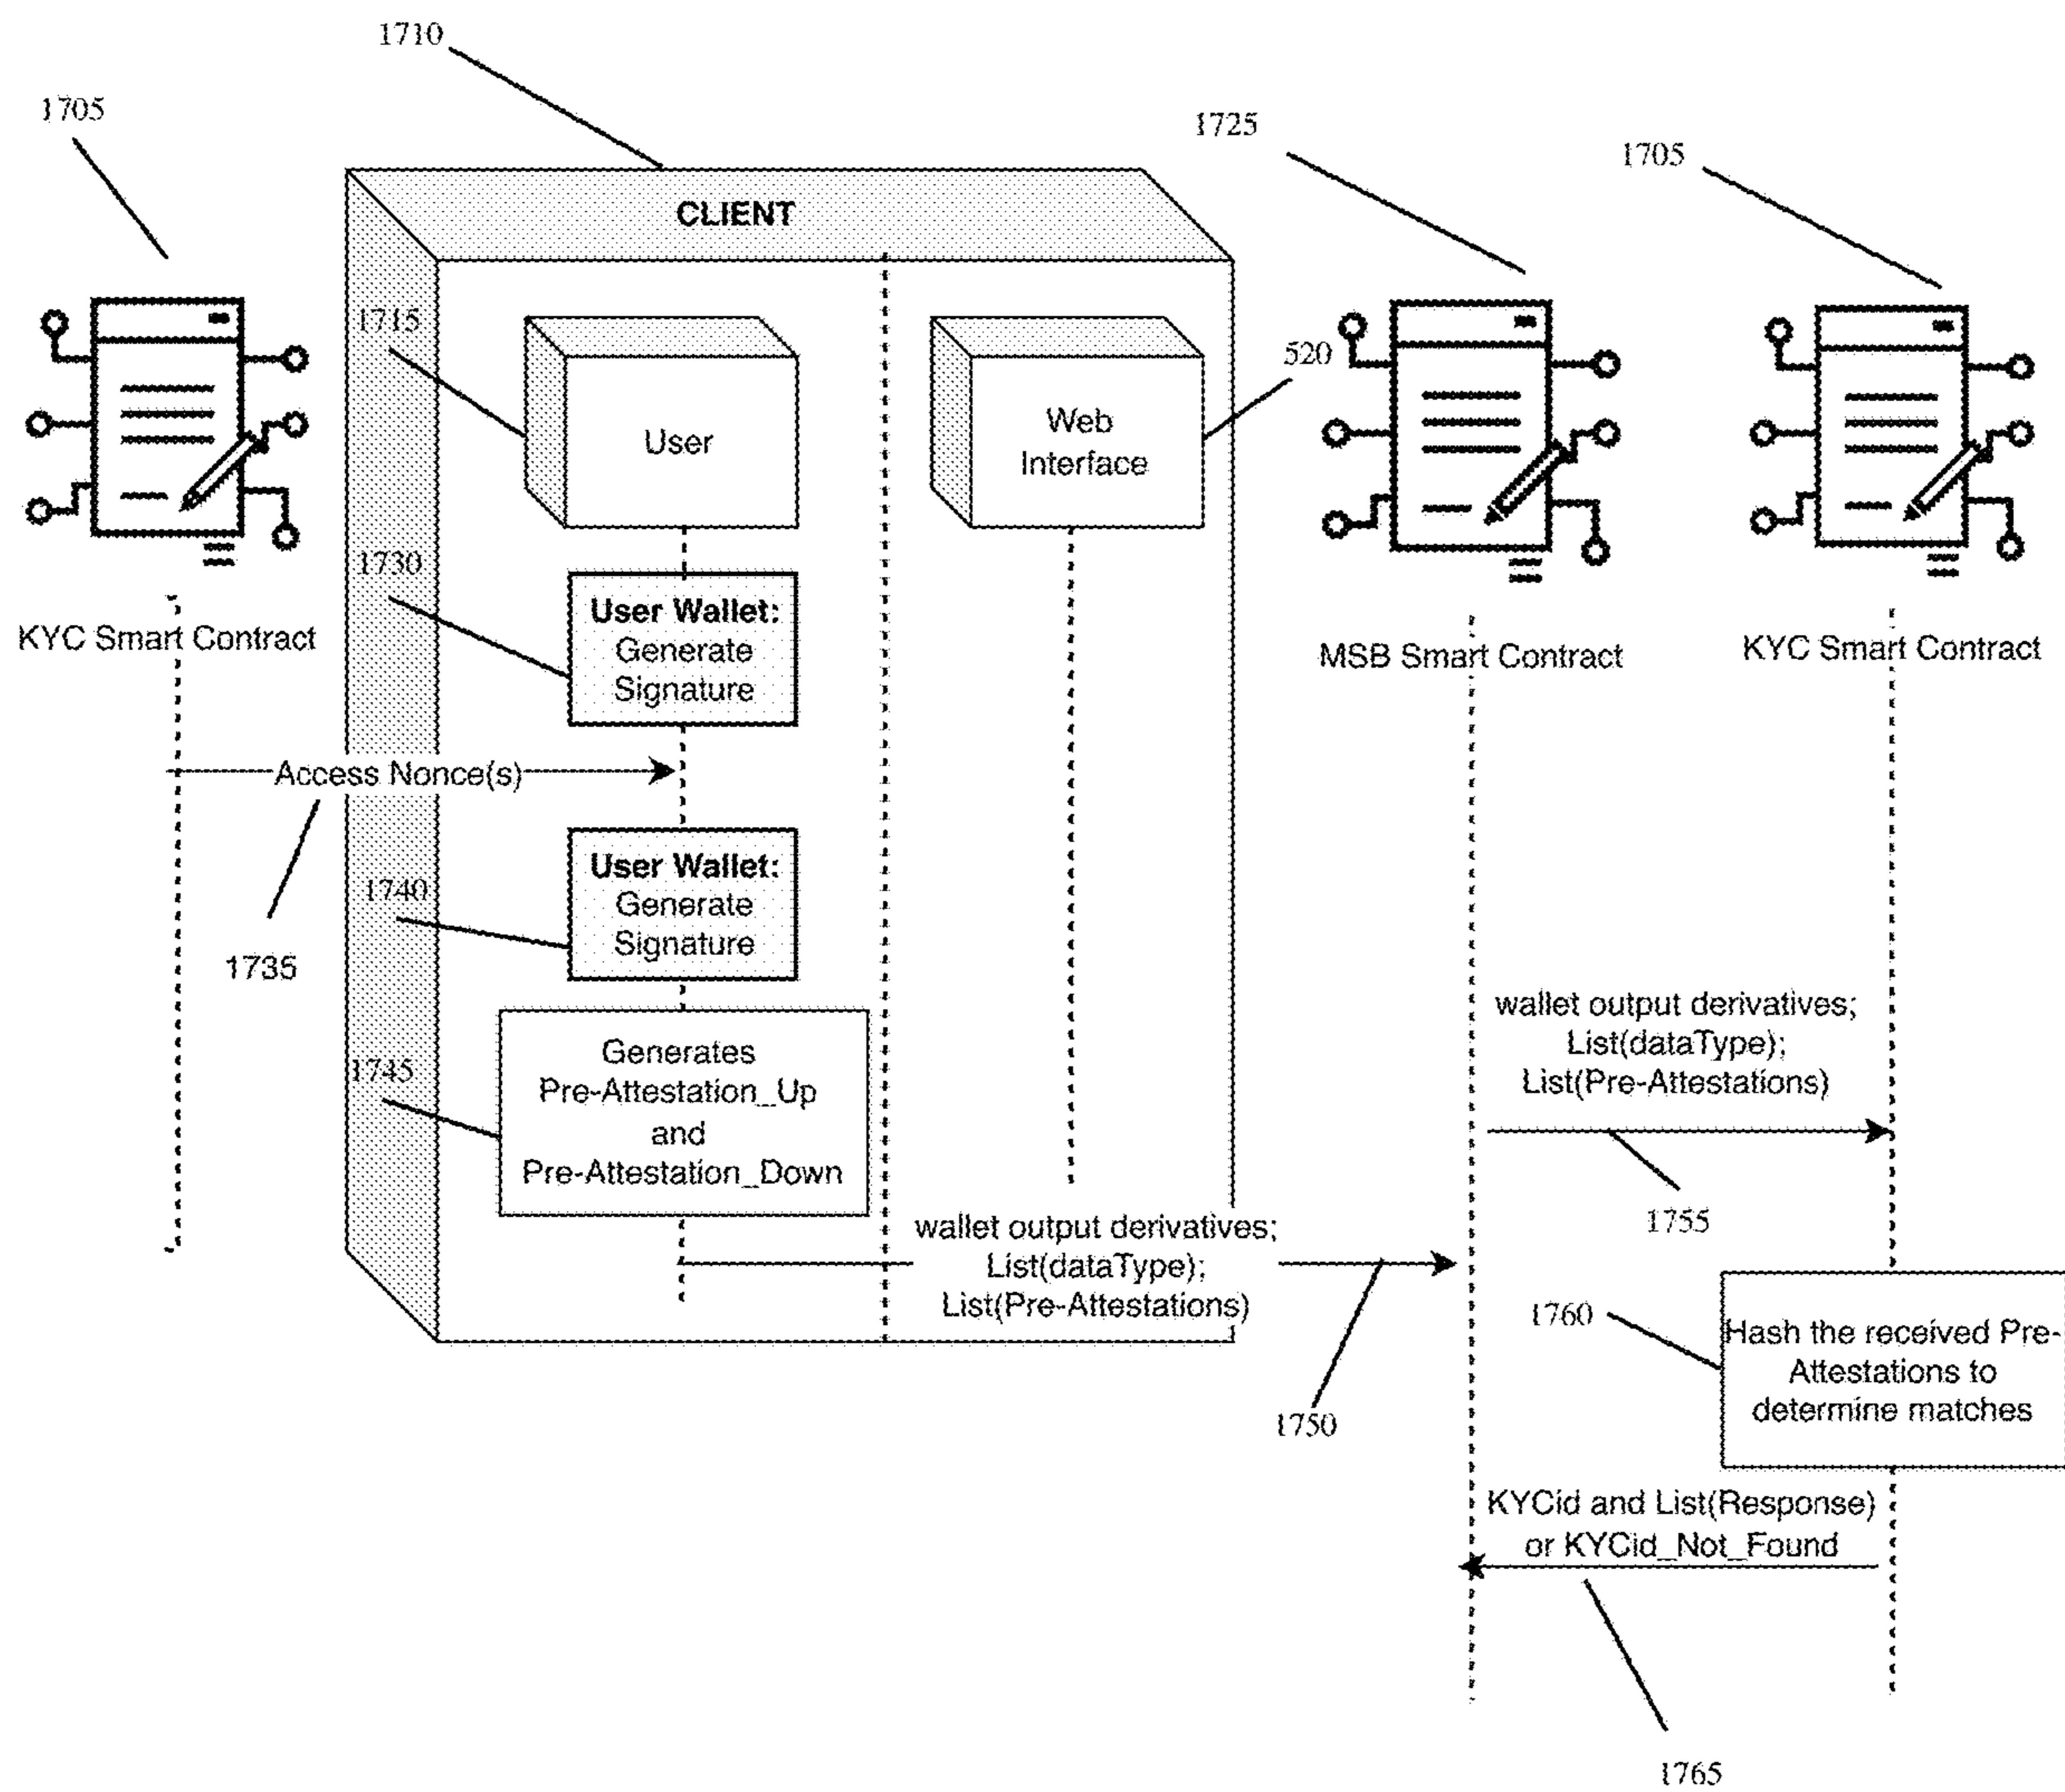 1710
1705
1725
1705
CLIENT
1715
User
Web
Interface
520
1730
User Wallet:
Generate
Signature
KYC Smart Contract
MSB Smart Contract
KYC Smart Contract
Access Nonce(s)
1735
1740
User Wallet:
Generate
Signature
1745
Generates
Pre-Attestation_Up
and
Pre-Attestation_Down
wallet output derivatives;
List(dataType);
List(Pre-Attestations)
1755
wallet output derivatives;
List(dataType);
List(Pre-Attestations)
1750
1760
Hash the received Pre-
Attestations to
determine matches
KYCid and List(Response)
or KYCid_Not_Found
1765